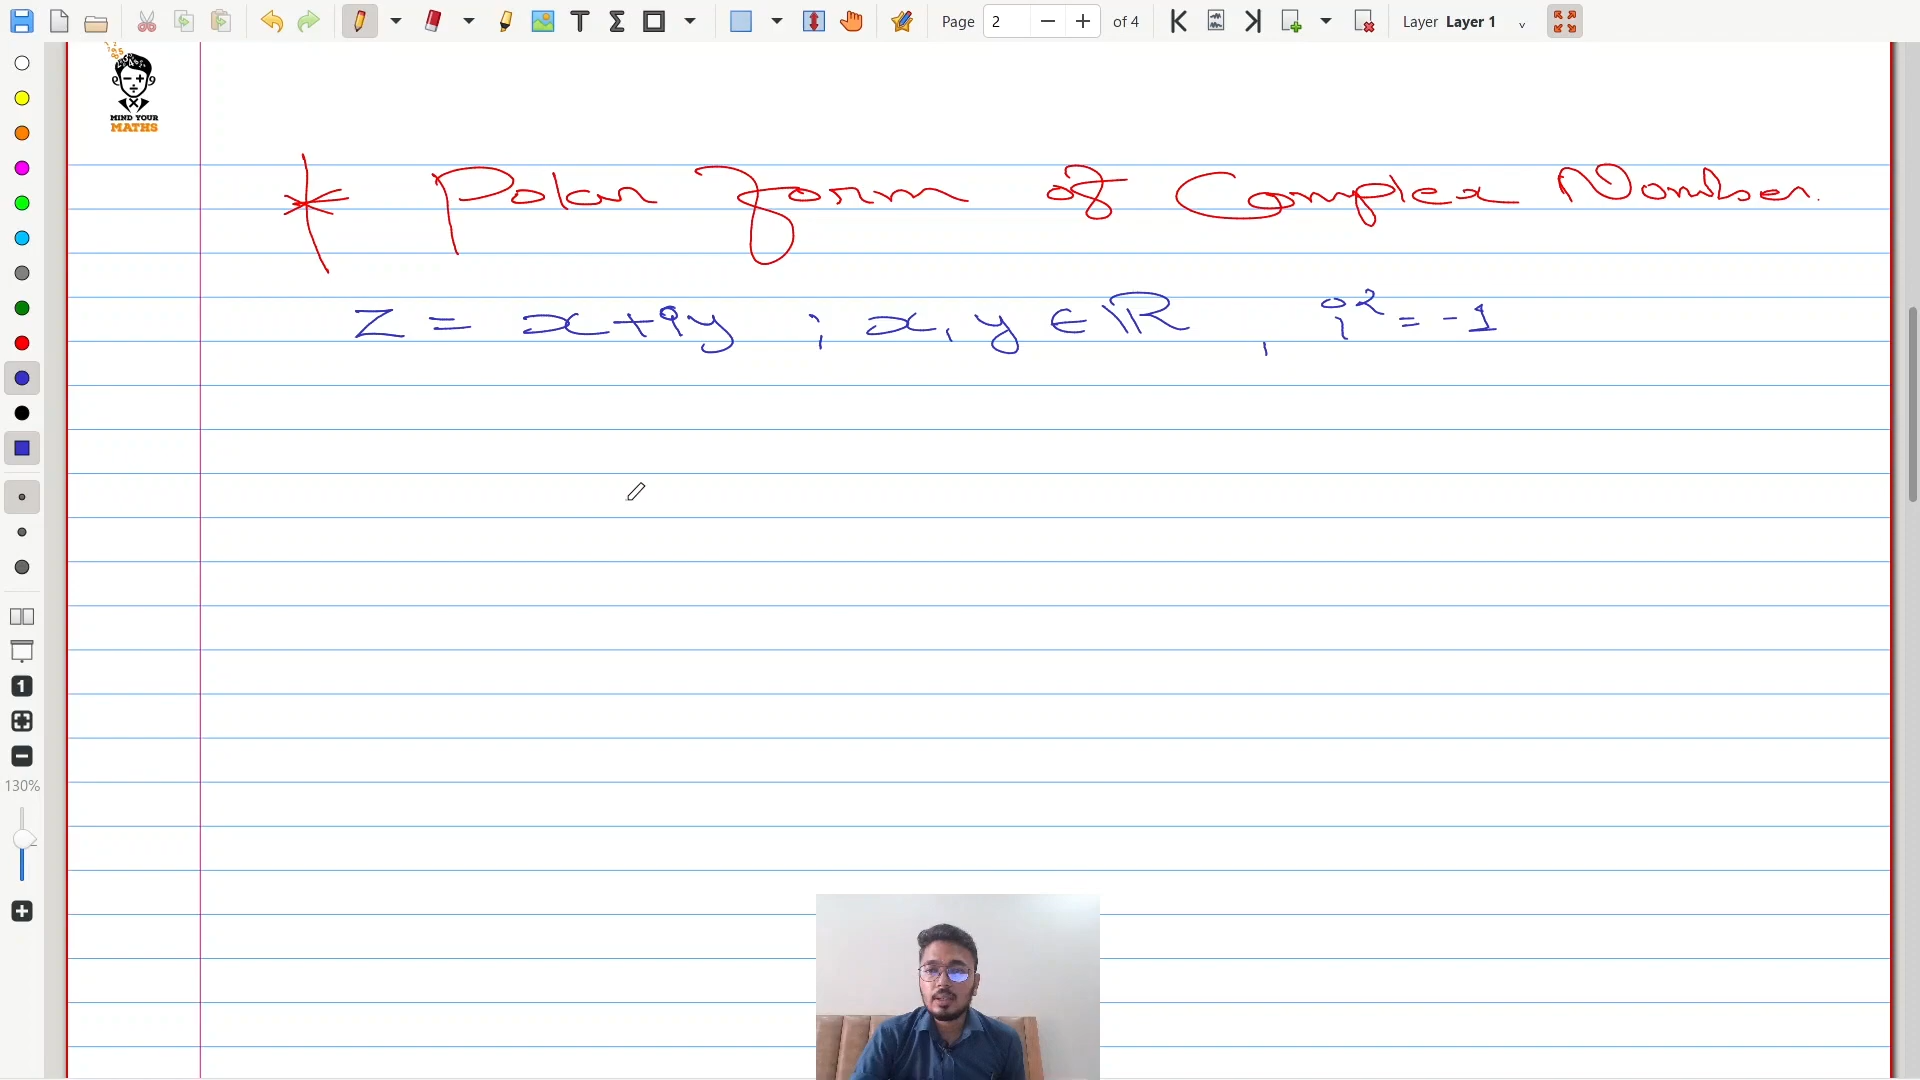 Page 2 of 4 Layer Layer 1
MIND YOUR
MATHS
* Polar form of Complex Number.
Z = x+iy ; x, y ∈ ℝ , i² = -1
1
130%